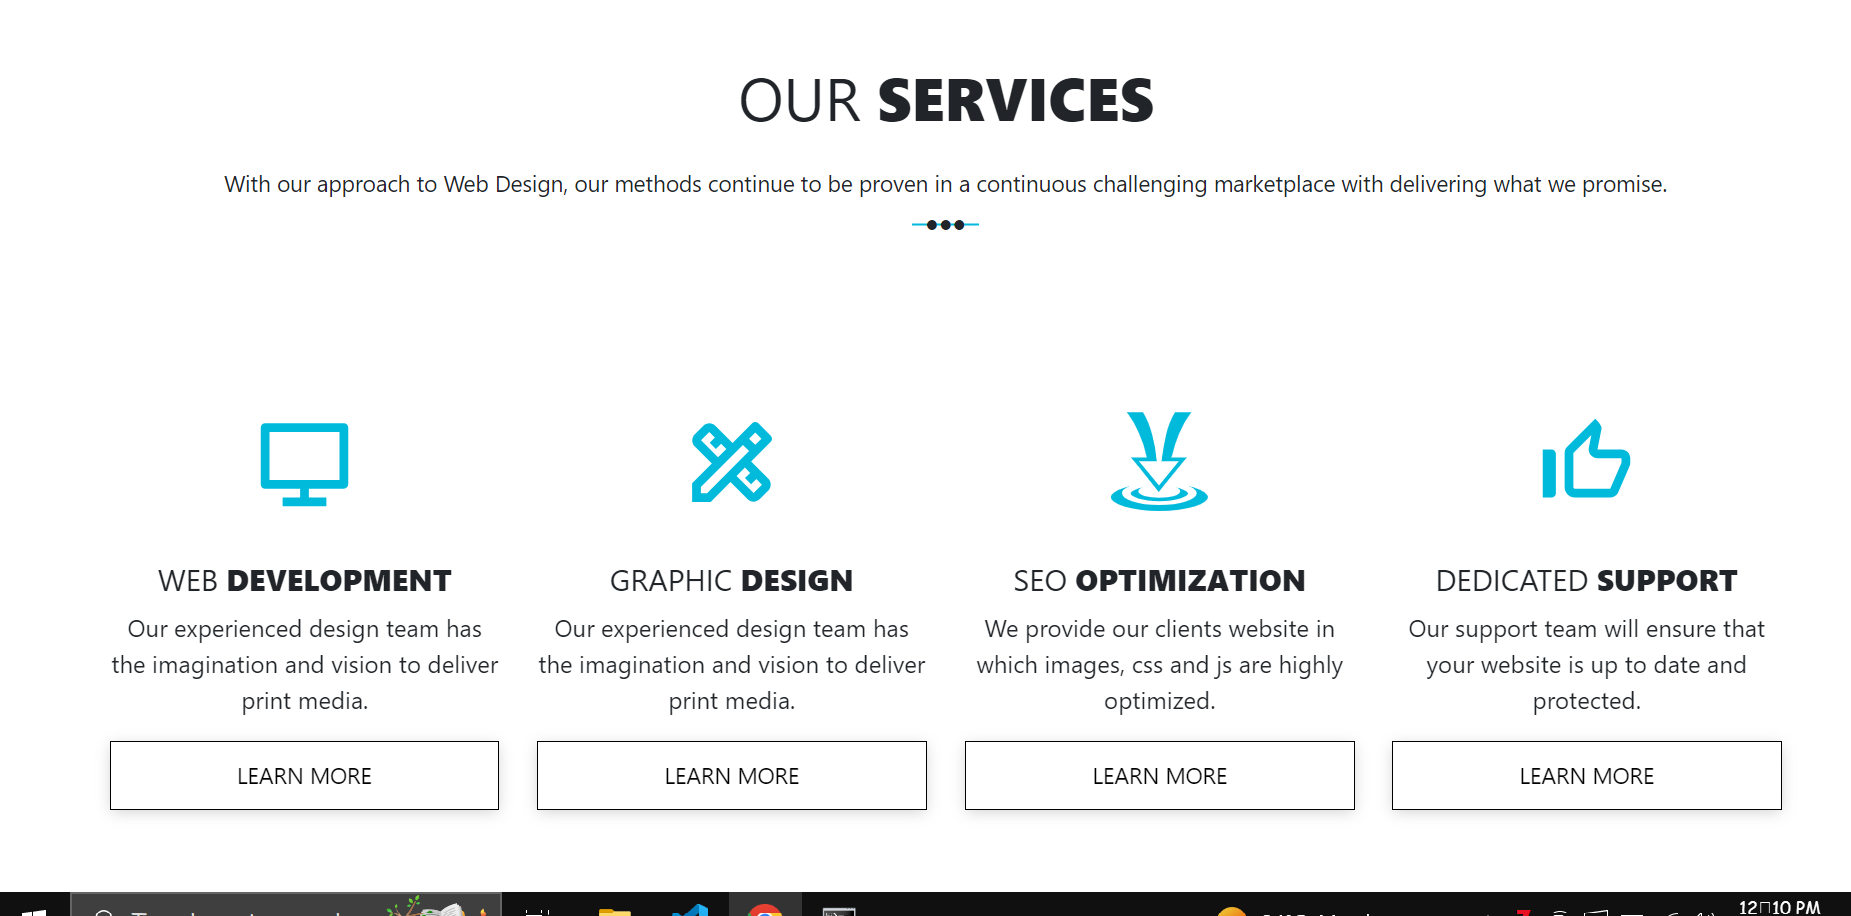 OUR SERVICES
With our approach to Web Design, our methods continue to be proven in a continuous challenging marketplace with delivering what we promise.
WEB DEVELOPMENT
Our experienced design team has
the imagination and vision to deliver
print media.
LEARN MORE
GRAPHIC DESIGN
Our experienced design team has
the imagination and vision to deliver
print media.
LEARN MORE
SEO OPTIMIZATION
We provide our clients website in
which images, css and js are highly
optimized.
LEARN MORE
DEDICATED SUPPORT
Our support team will ensure that
your website is up to date and
protected.
LEARN MORE
12▯10 PM